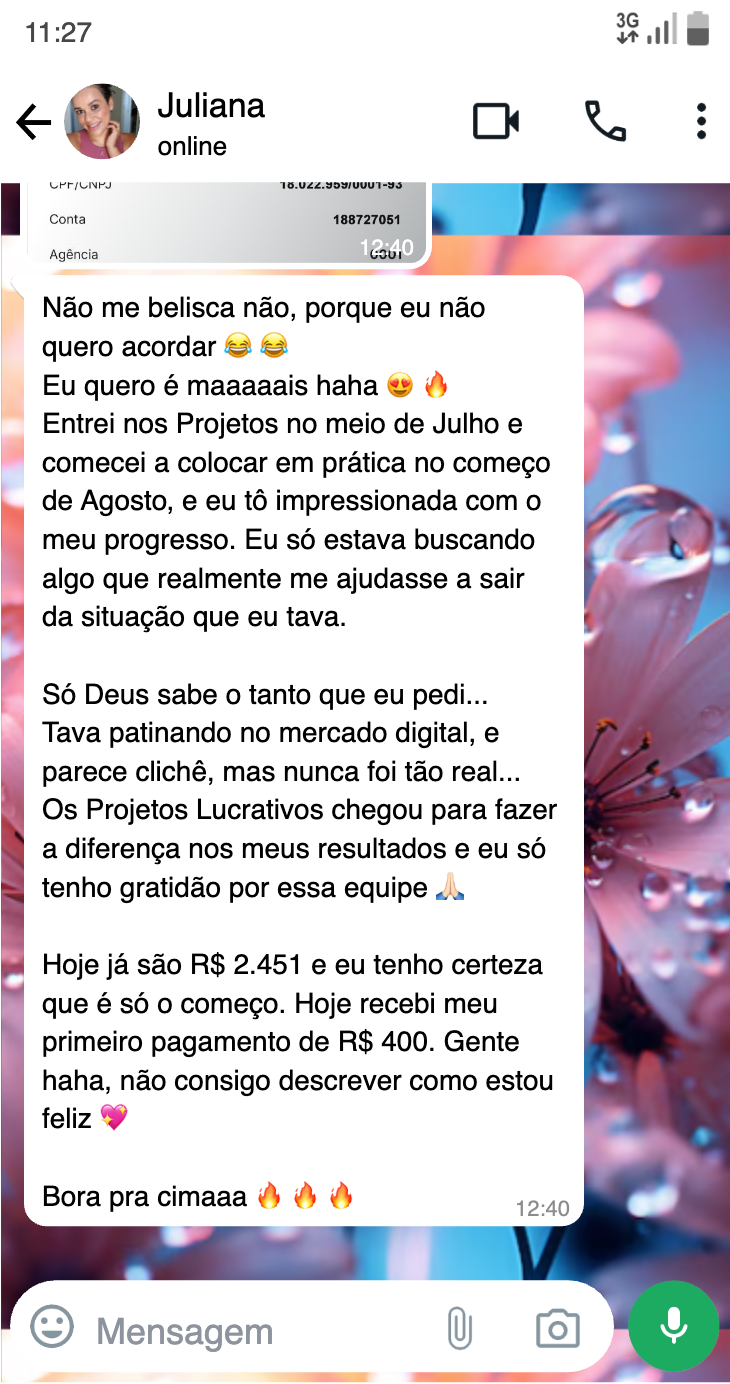 11:27
3G
Juliana
online
CPF/CNPJ 18.022.959/0001-93
Conta 188727051
Agência 0001
12:40
Não me belisca não, porque eu não
quero acordar 😂 😂
Eu quero é maaaaais haha 😍 🔥
Entrei nos Projetos no meio de Julho e
comecei a colocar em prática no começo
de Agosto, e eu tô impressionada com o
meu progresso. Eu só estava buscando
algo que realmente me ajudasse a sair
da situação que eu tava.
Só Deus sabe o tanto que eu pedi...
Tava patinando no mercado digital, e
parece clichê, mas nunca foi tão real...
Os Projetos Lucrativos chegou para fazer
a diferença nos meus resultados e eu só
tenho gratidão por essa equipe 🙏🏻
Hoje já são R$ 2.451 e eu tenho certeza
que é só o começo. Hoje recebi meu
primeiro pagamento de R$ 400. Gente
haha, não consigo descrever como estou
feliz 💖
Bora pra cimaaa 🔥 🔥 🔥
12:40
Mensagem